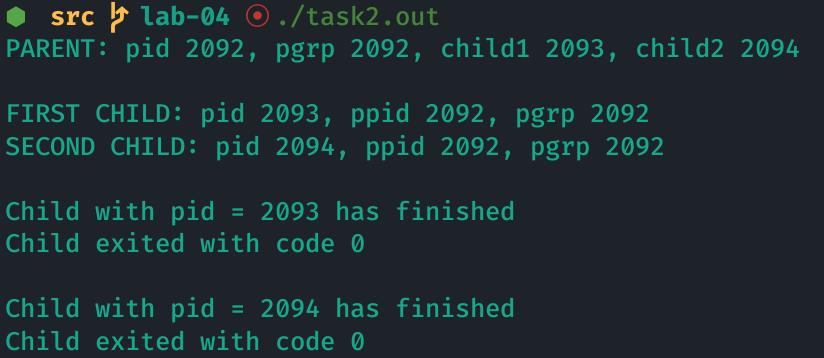 src lab-04 ./task2.out
PARENT: pid 2092, pgrp 2092, child1 2093, child2 2094
FIRST CHILD: pid 2093, ppid 2092, pgrp 2092
SECOND CHILD: pid 2094, ppid 2092, pgrp 2092
Child with pid = 2093 has finished
Child exited with code 0
Child with pid = 2094 has finished
Child exited with code 0